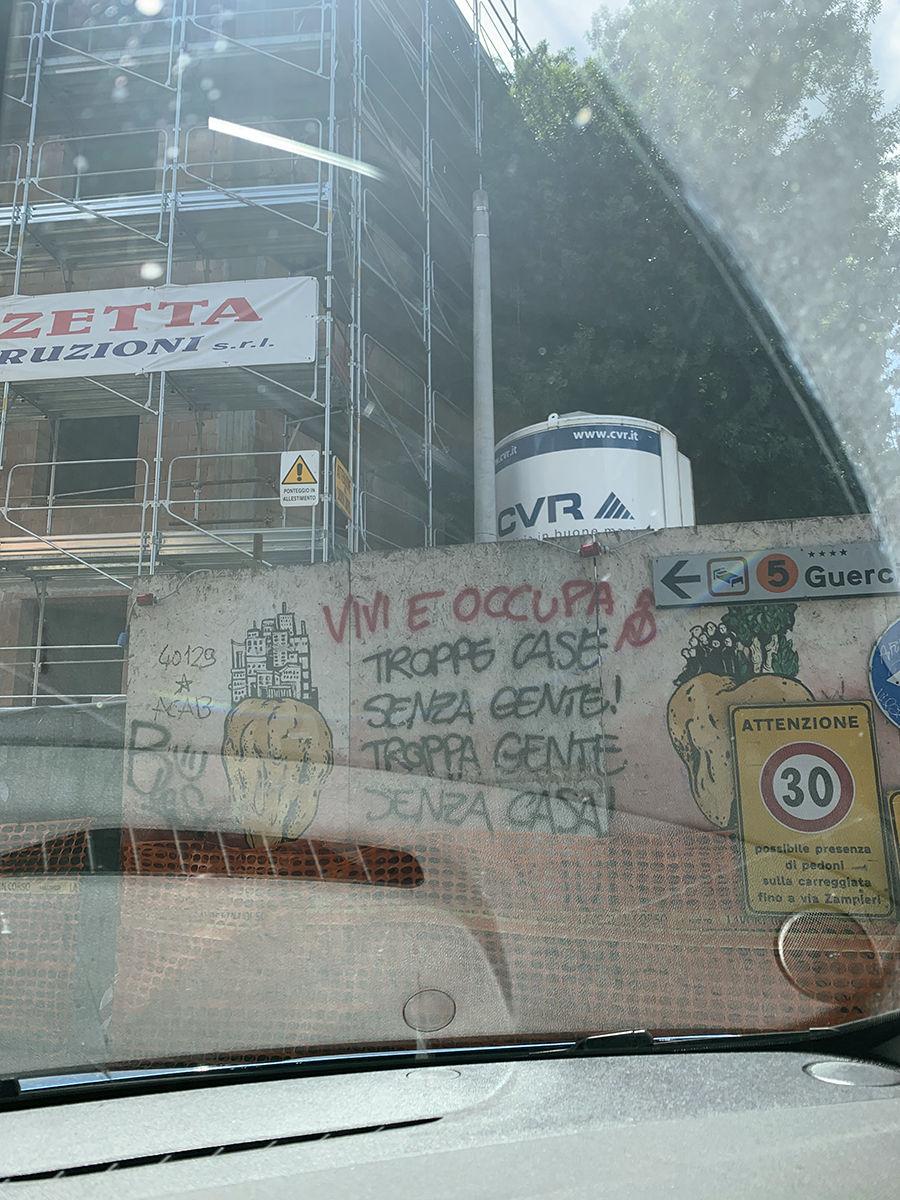 ZETTA
RUZIONI s.r.l.
PONTEGGIO IN
ALLESTIMENTO
www.cvr.it
CVR
5 Guerc
VIVI E OCCUPA
TROPPE CASE
SENZA GENTE!
TROPPA GENTE
SENZA CASA!
40129
ACAB
ATTENZIONE
30
possibile presenza
di pedoni
sulla carreggiata
fino a via Zampieri